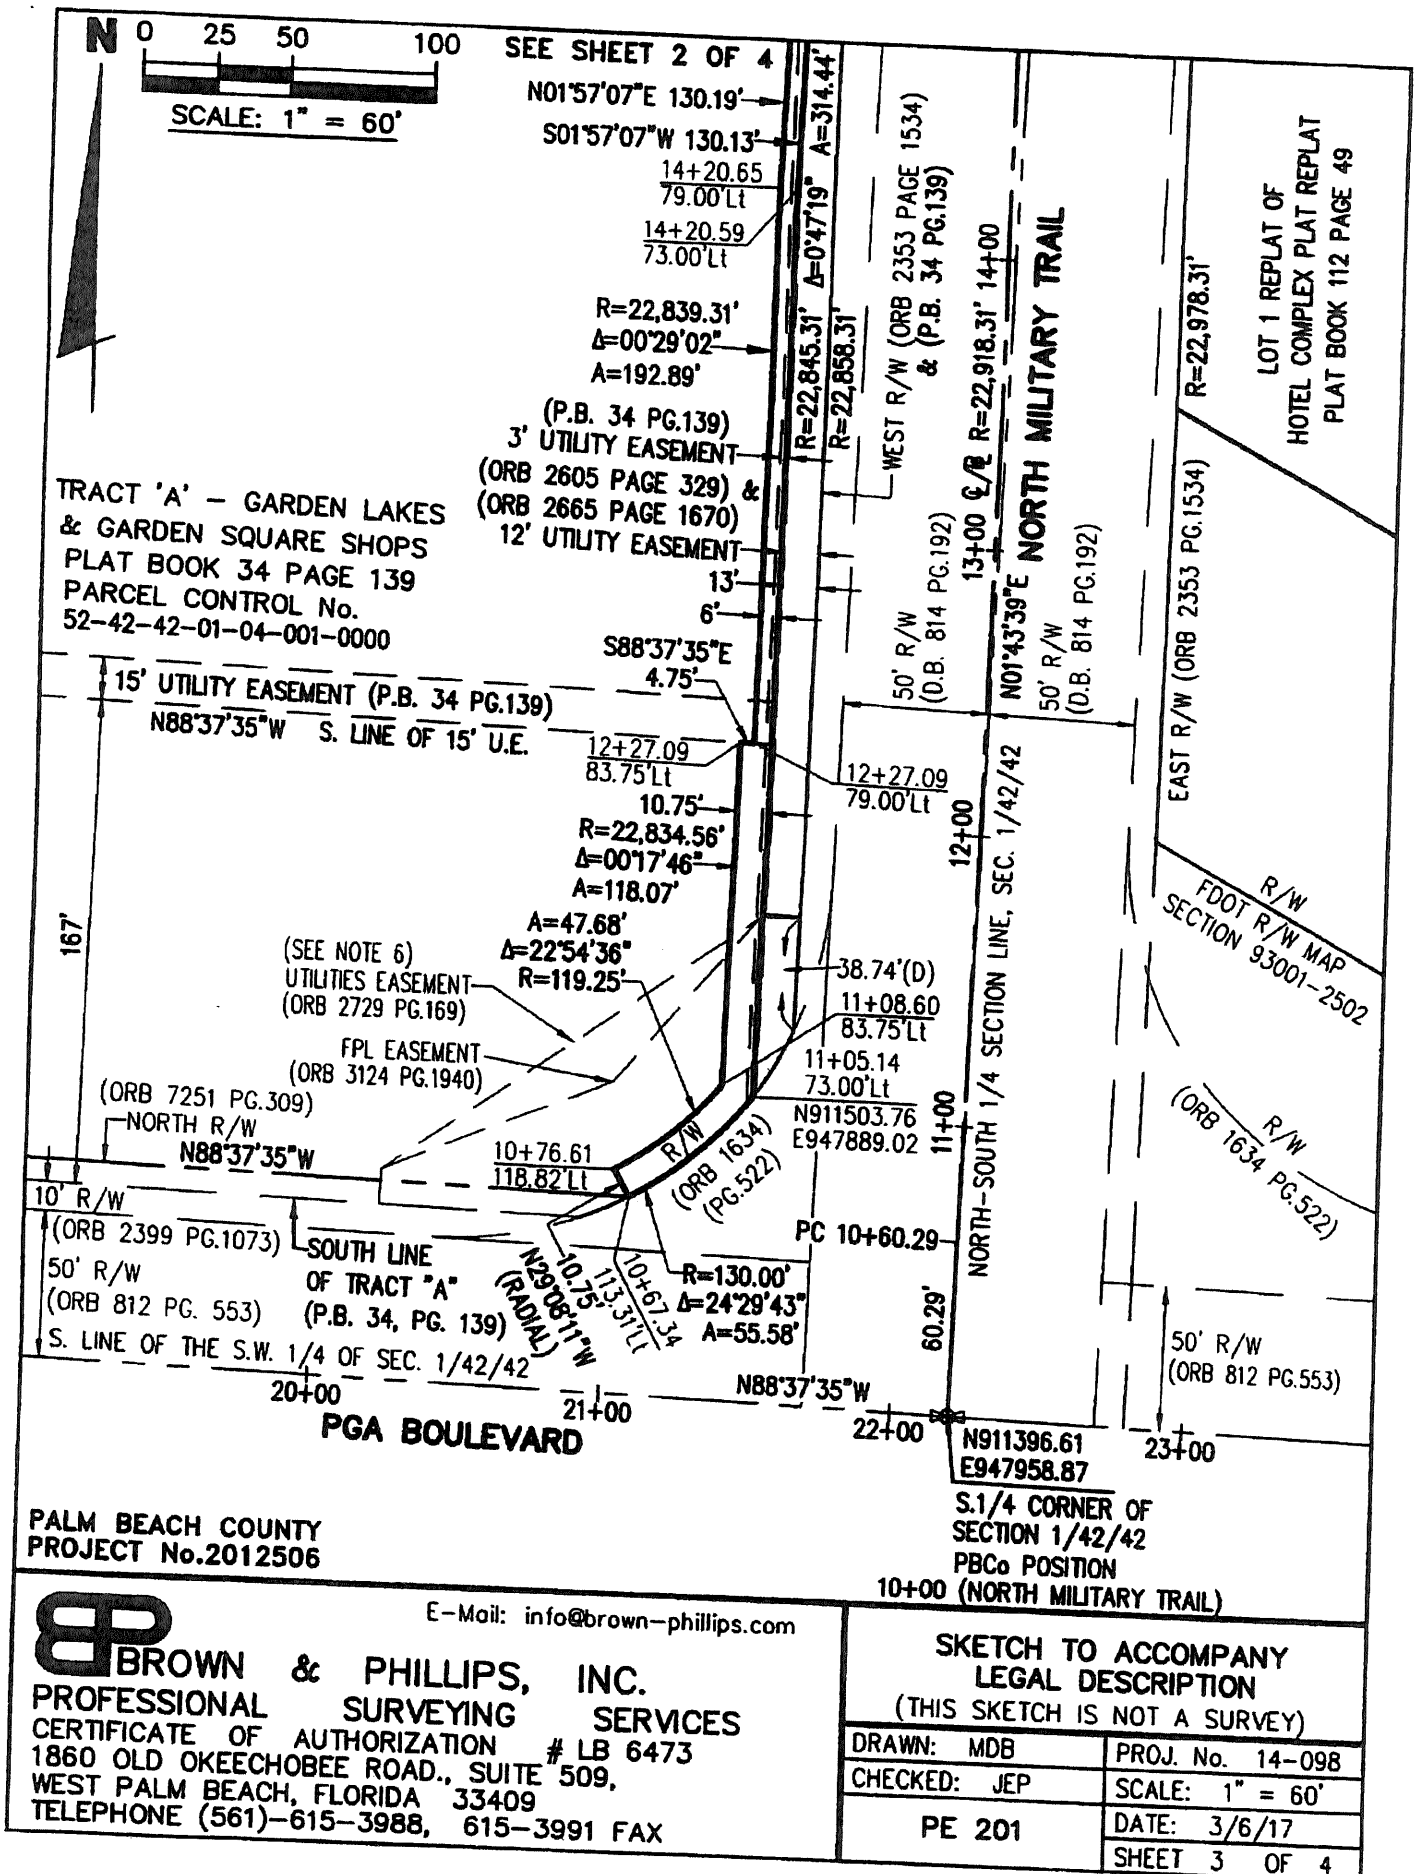 N
0 25 50 100
SCALE: 1" = 60'
SEE SHEET 2 OF 4
N01°57'07"E 130.19'
S01°57'07"W 130.13'
14+20.65
79.00'Lt
14+20.59
73.00'Lt
R=22,839.31'
Δ=00°29'02"
A=192.89'
(P.B. 34 PG.139)
3' UTILITY EASEMENT
(ORB 2605 PAGE 329) &
(ORB 2665 PAGE 1670)
12' UTILITY EASEMENT
13'
6'
S88°37'35"E
4.75'
R=22,845.31' Δ=0°47'19" A=314.44'
R=22,858.31'
WEST R/W (ORB 2353 PAGE 1534)
& (P.B. 34 PG.139)
13+00 C/L R=22,918.31' 14+00
N01°43'39"E NORTH MILITARY TRAIL
50' R/W
(D.B. 814 PG.192)
50' R/W
(D.B. 814 PG.192)
R=22,978.31'
EAST R/W (ORB 2353 PG.1534)
LOT 1 REPLAT OF
HOTEL COMPLEX PLAT REPLAT
PLAT BOOK 112 PAGE 49
TRACT 'A' – GARDEN LAKES
& GARDEN SQUARE SHOPS
PLAT BOOK 34 PAGE 139
PARCEL CONTROL No.
52-42-42-01-04-001-0000
15' UTILITY EASEMENT (P.B. 34 PG.139)
N88°37'35"W S. LINE OF 15' U.E.
12+27.09
83.75'Lt
12+27.09
79.00'Lt
10.75'
R=22,834.56'
Δ=00°17'46"
A=118.07'
A=47.68'
Δ=22°54'36"
R=119.25'
167'
(SEE NOTE 6)
UTILITIES EASEMENT
(ORB 2729 PG.169)
FPL EASEMENT
(ORB 3124 PG.1940)
38.74'(D)
11+08.60
83.75'Lt
11+05.14
73.00'Lt
N911503.76
E947889.02
12+00
11+00
NORTH-SOUTH 1/4 SECTION LINE, SEC. 1/42/42
R/W
FDOT R/W MAP
SECTION 93001-2502
R/W
(ORB 1634 PG.522)
(ORB 7251 PG.309)
NORTH R/W
N88°37'35"W
10+76.61
118.82'Lt
R/W
(ORB 1634)
(PG.522)
PC 10+60.29
60.29'
10' R/W
(ORB 2399 PG.1073)
50' R/W
(ORB 812 PG. 553)
SOUTH LINE
OF TRACT "A"
(P.B. 34, PG. 139)
N29°08'11"W
(RADIAL)
10.75'
10+67.34
113.31'Lt
R=130.00'
Δ=24°29'43"
A=55.58'
50' R/W
(ORB 812 PG.553)
S. LINE OF THE S.W. 1/4 OF SEC. 1/42/42
N88°37'35"W
20+00
21+00
22+00
23+00
PGA BOULEVARD
N911396.61
E947958.87
S.1/4 CORNER OF
SECTION 1/42/42
PBCo POSITION
10+00 (NORTH MILITARY TRAIL)
PALM BEACH COUNTY
PROJECT No.2012506
E-Mail: info@brown-phillips.com
BP
BROWN & PHILLIPS, INC.
PROFESSIONAL SURVEYING SERVICES
CERTIFICATE OF AUTHORIZATION # LB 6473
1860 OLD OKEECHOBEE ROAD., SUITE 509,
WEST PALM BEACH, FLORIDA 33409
TELEPHONE (561)-615-3988, 615-3991 FAX
SKETCH TO ACCOMPANY
LEGAL DESCRIPTION
(THIS SKETCH IS NOT A SURVEY)
DRAWN: MDB
PROJ. No. 14-098
CHECKED: JEP
SCALE: 1" = 60'
PE 201
DATE: 3/6/17
SHEET 3 OF 4